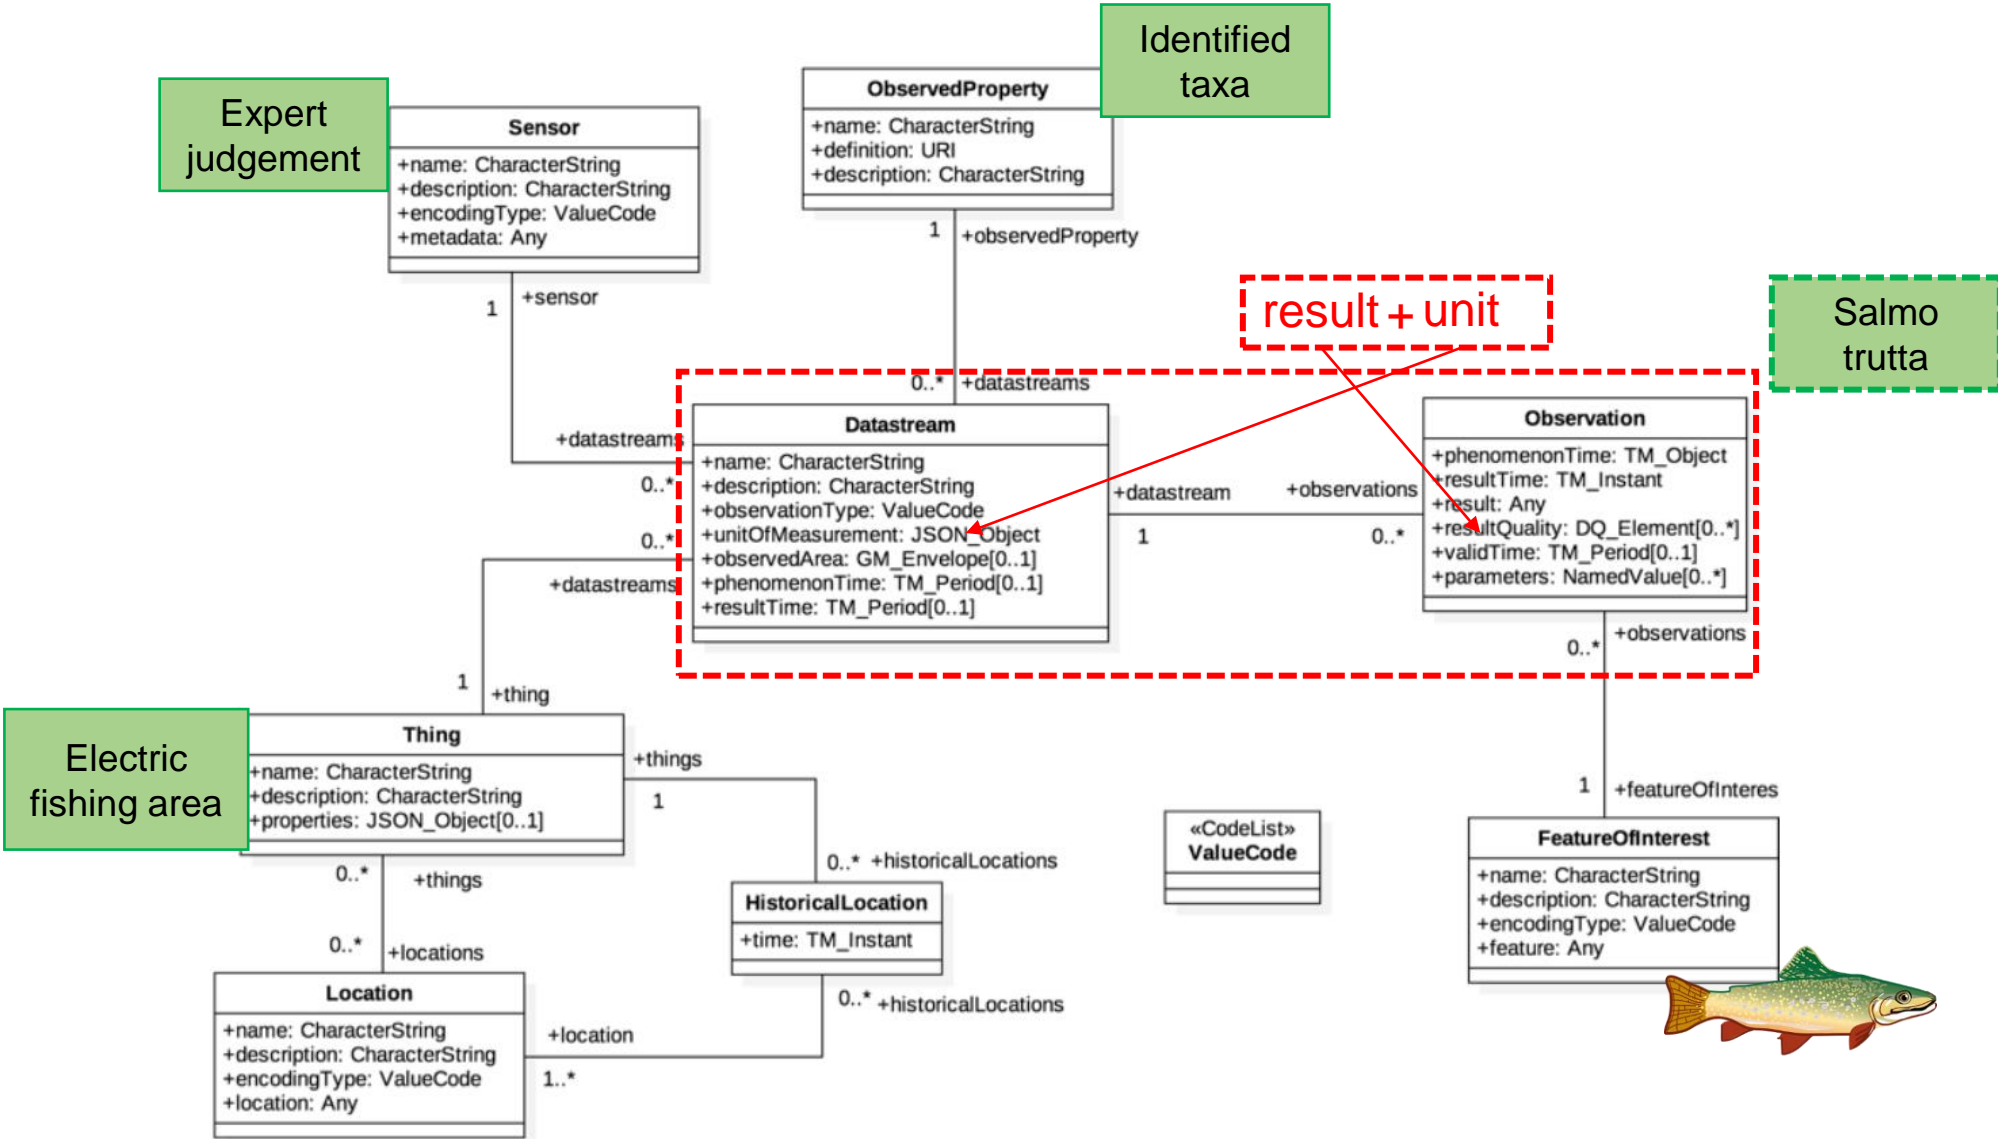 Identified
taxa
Expert
judgement
ObservedProperty
+name: CharacterString
+definition: URI
+description: CharacterString
Sensor
+name: CharacterString
+description: CharacterString
+encodingType: ValueCode
+metadata: Any
1
+observedProperty
1
+sensor
result + unit
Salmo
trutta
0..*
+datastreams
+datastreams
0..*
Datastream
+name: CharacterString
+description: CharacterString
+observationType: ValueCode
+unitOfMeasurement: JSON_Object
+observedArea: GM_Envelope[0..1]
+phenomenonTime: TM_Period[0..1]
+resultTime: TM_Period[0..1]
+datastream
1
+observations
0..*
Observation
+phenomenonTime: TM_Object
+resultTime: TM_Instant
+result: Any
+resultQuality: DQ_Element[0..*]
+validTime: TM_Period[0..1]
+parameters: NamedValue[0..*]
0..*
+datastreams
0..*
+observations
1
+thing
Electric
fishing area
Thing
+name: CharacterString
+description: CharacterString
+properties: JSON_Object[0..1]
+things
1
1
+featureOfInteres
0..*
+things
0..*
+historicalLocations
«CodeList»
ValueCode
FeatureOfInterest
+name: CharacterString
+description: CharacterString
+encodingType: ValueCode
+feature: Any
HistoricalLocation
+time: TM_Instant
0..*
+locations
0..*
+historicalLocations
Location
+name: CharacterString
+description: CharacterString
+encodingType: ValueCode
+location: Any
+location
1..*